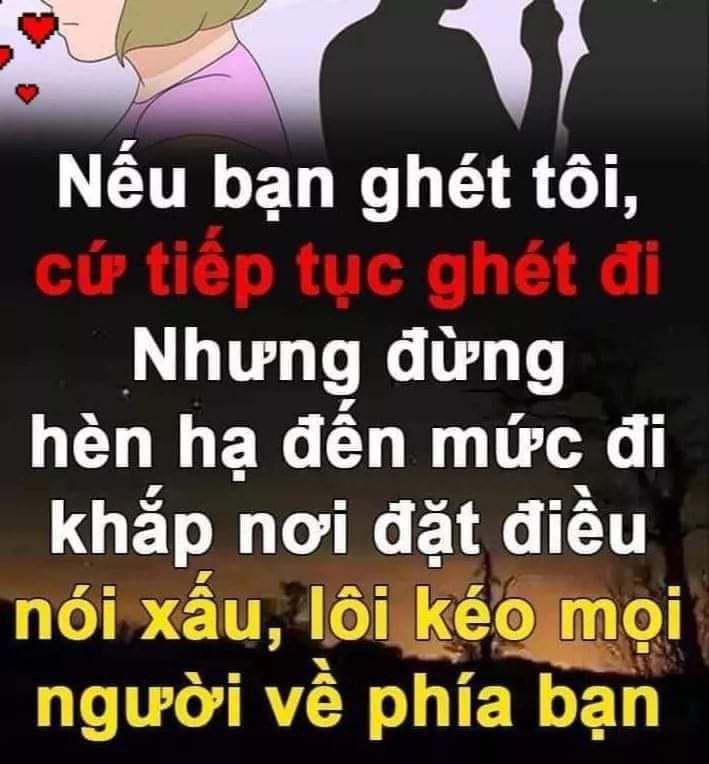 Nếu bạn ghét tôi,
cứ tiếp tục ghét đi
Nhưng đừng
hèn hạ đến mức đi
khắp nơi đặt điều
nói xấu, lôi kéo mọi
người về phía bạn